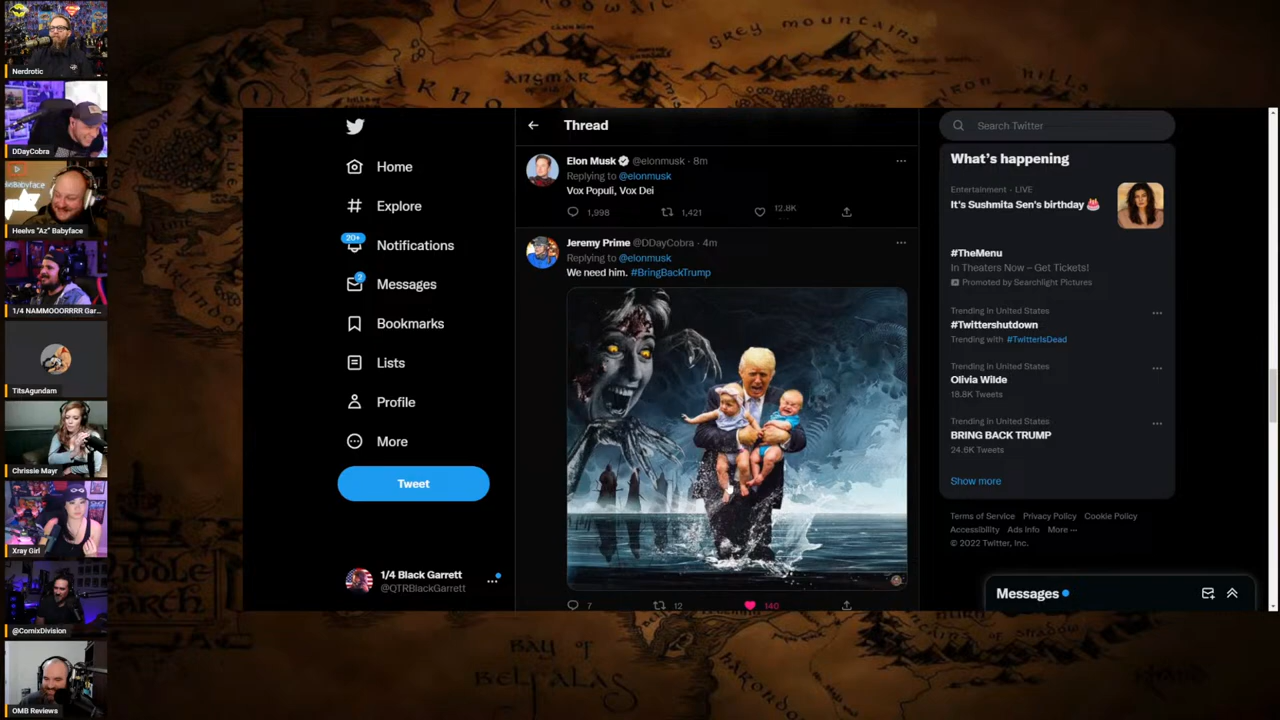 Nerdrotic
DDayCobra
Heelvs "Az" Babyface
1/4 NAMMOOORRRR Gar...
TitsAgundam
Chrissie Mayr
Xray Girl
@ComixDivision
OMB Reviews
GREY MOUNTAINS
ANGMAR
IRON HILLS
BAY OF
BELFALAS
Home
Explore
20+
Notifications
2
Messages
Bookmarks
Lists
Profile
More
Tweet
1/4 Black Garrett
@QTRBlackGarrett
Thread
Elon Musk @elonmusk · 8m
Replying to @elonmusk
Vox Populi, Vox Dei
1,998 1,421 12.8K
Jeremy Prime @DDayCobra · 4m
Replying to @elonmusk
We need him. #BringBackTrump
7 12 140
Search Twitter
What's happening
Entertainment · LIVE
It's Sushmita Sen's birthday 🎂
#TheMenu
In Theaters Now – Get Tickets!
Promoted by Searchlight Pictures
Trending in United States
#Twittershutdown
Trending with #TwitterIsDead
Trending in United States
Olivia Wilde
18.8K Tweets
Trending in United States
BRING BACK TRUMP
24.6K Tweets
Show more
Terms of Service Privacy Policy Cookie Policy
Accessibility Ads Info More ···
© 2022 Twitter, Inc.
Messages